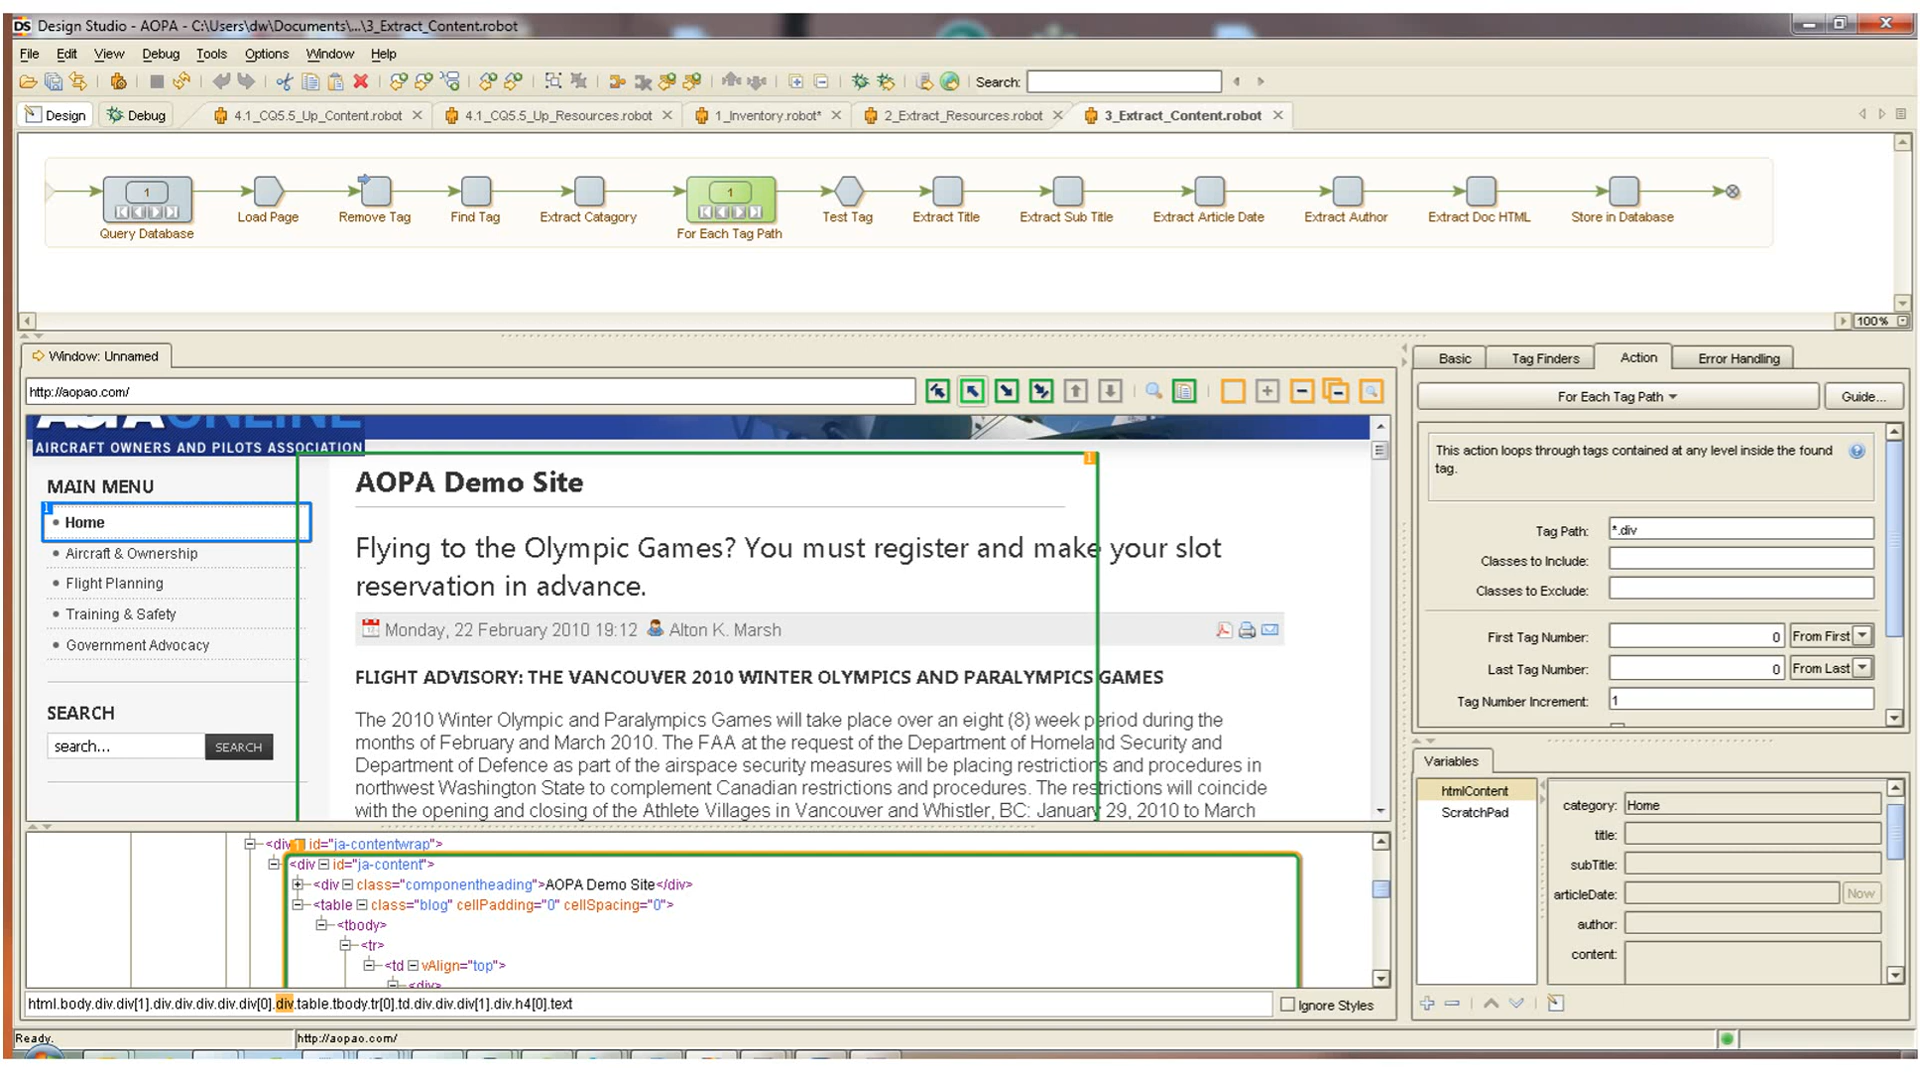 DS Design Studio - AOPA - C:\Users\dw\Documents\...\3_Extract_Content.robot
File Edit View Debug Tools Options Window Help
Search:
Design Debug 4.1_CQ5.5_Up_Content.robot 4.1_CQ5.5_Up_Resources.robot 1_Inventory.robot* 2_Extract_Resources.robot 3_Extract_Content.robot
1 1
Load Page Remove Tag Find Tag Extract Catagory Test Tag Extract Title Extract Sub Title Extract Article Date Extract Author Extract Doc HTML Store in Database
Query Database For Each Tag Path
100%
Window: Unnamed
http://aopao.com/
AIRCRAFT OWNERS AND PILOTS ASSOCIATION
MAIN MENU
1
Home
Aircraft & Ownership
Flight Planning
Training & Safety
Government Advocacy
SEARCH
search... SEARCH
1
AOPA Demo Site
Flying to the Olympic Games? You must register and make your slot
reservation in advance.
Monday, 22 February 2010 19:12 Alton K. Marsh
FLIGHT ADVISORY: THE VANCOUVER 2010 WINTER OLYMPICS AND PARALYMPICS GAMES
The 2010 Winter Olympic and Paralympics Games will take place over an eight (8) week period during the
months of February and March 2010. The FAA at the request of the Department of Homeland Security and
Department of Defence as part of the airspace security measures will be placing restrictions and procedures in
northwest Washington State to complement Canadian restrictions and procedures. The restrictions will coincide
with the opening and closing of the Athlete Villages in Vancouver and Whistler, BC: January 29, 2010 to March
<div 1 id="ja-contentwrap">
<div id="ja-content">
<div class="componentheading">AOPA Demo Site</div>
<table class="blog" cellPadding="0" cellSpacing="0">
<tbody>
<tr>
<td vAlign="top">
<div>
html.body.div.div[1].div.div.div.div.div[0].div.table.tbody.tr[0].td.div.div.div[1].div.h4[0].text
Ignore Styles
Basic Tag Finders Action Error Handling
For Each Tag Path Guide...
This action loops through tags contained at any level inside the found
tag.
Tag Path: *.div
Classes to Include:
Classes to Exclude:
First Tag Number: 0 From First
Last Tag Number: 0 From Last
Tag Number Increment: 1
Variables
htmlContent
ScratchPad
category: Home
title:
subTitle:
articleDate: Now
author:
content:
Ready. http://aopao.com/